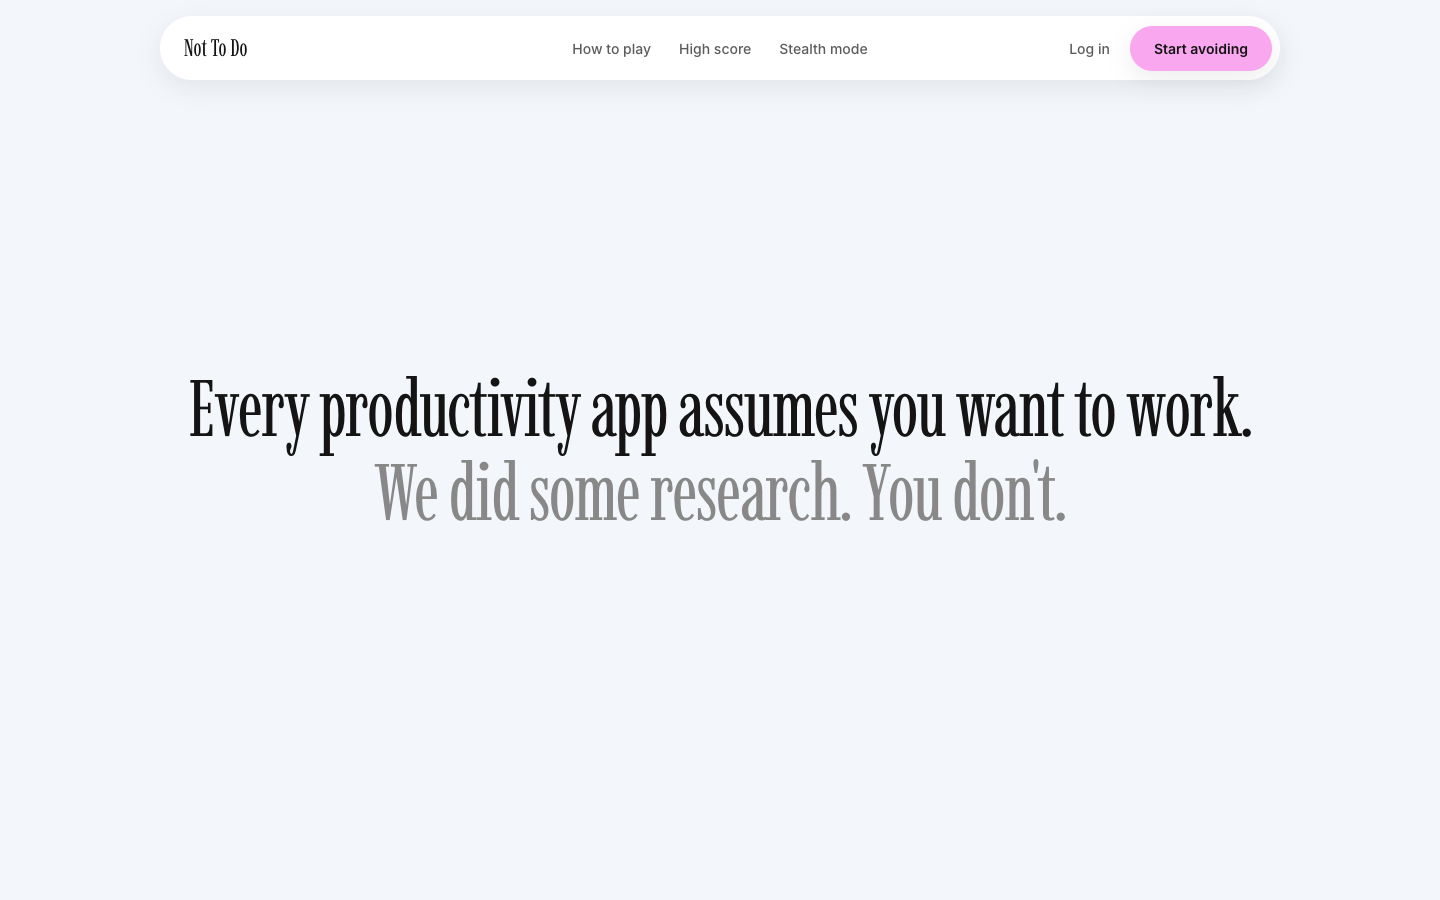 Not To Do
How to play
High score
Stealth mode
Log in
Start avoiding
Every productivity app assumes you want to work.
We did some research. You don't.